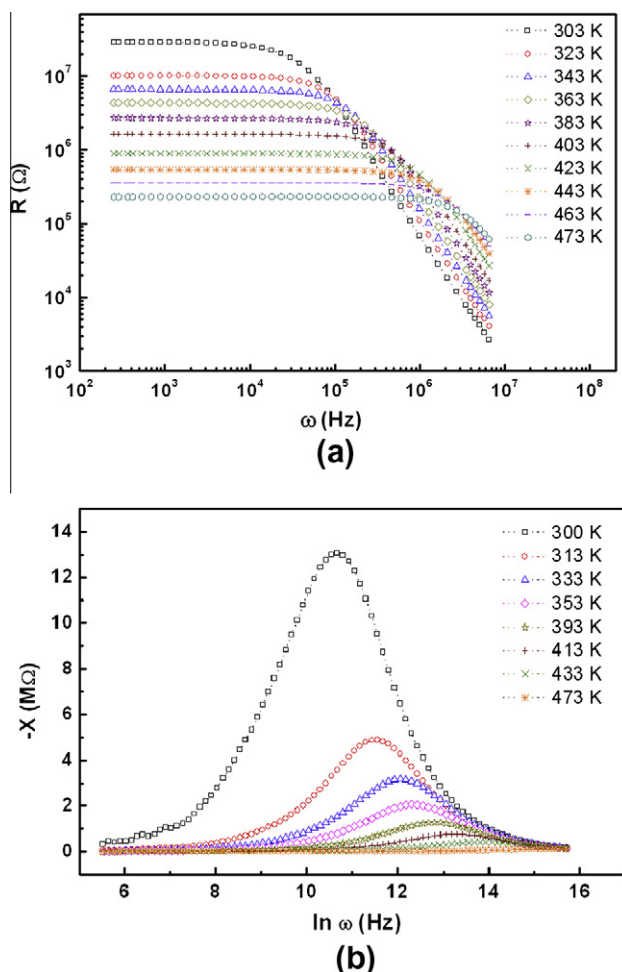 10⁷
10⁶
10⁵
10⁴
10³
R (Ω)
10² 10³ 10⁴ 10⁵ 10⁶ 10⁷ 10⁸
ω (Hz)
303 K
323 K
343 K
363 K
383 K
403 K
423 K
443 K
463 K
473 K
(a)
14
13
12
10
8
6
4
2
0
-X (MΩ)
6 8 10 12 14 16
ln ω (Hz)
300 K
313 K
333 K
353 K
393 K
413 K
433 K
473 K
(b)